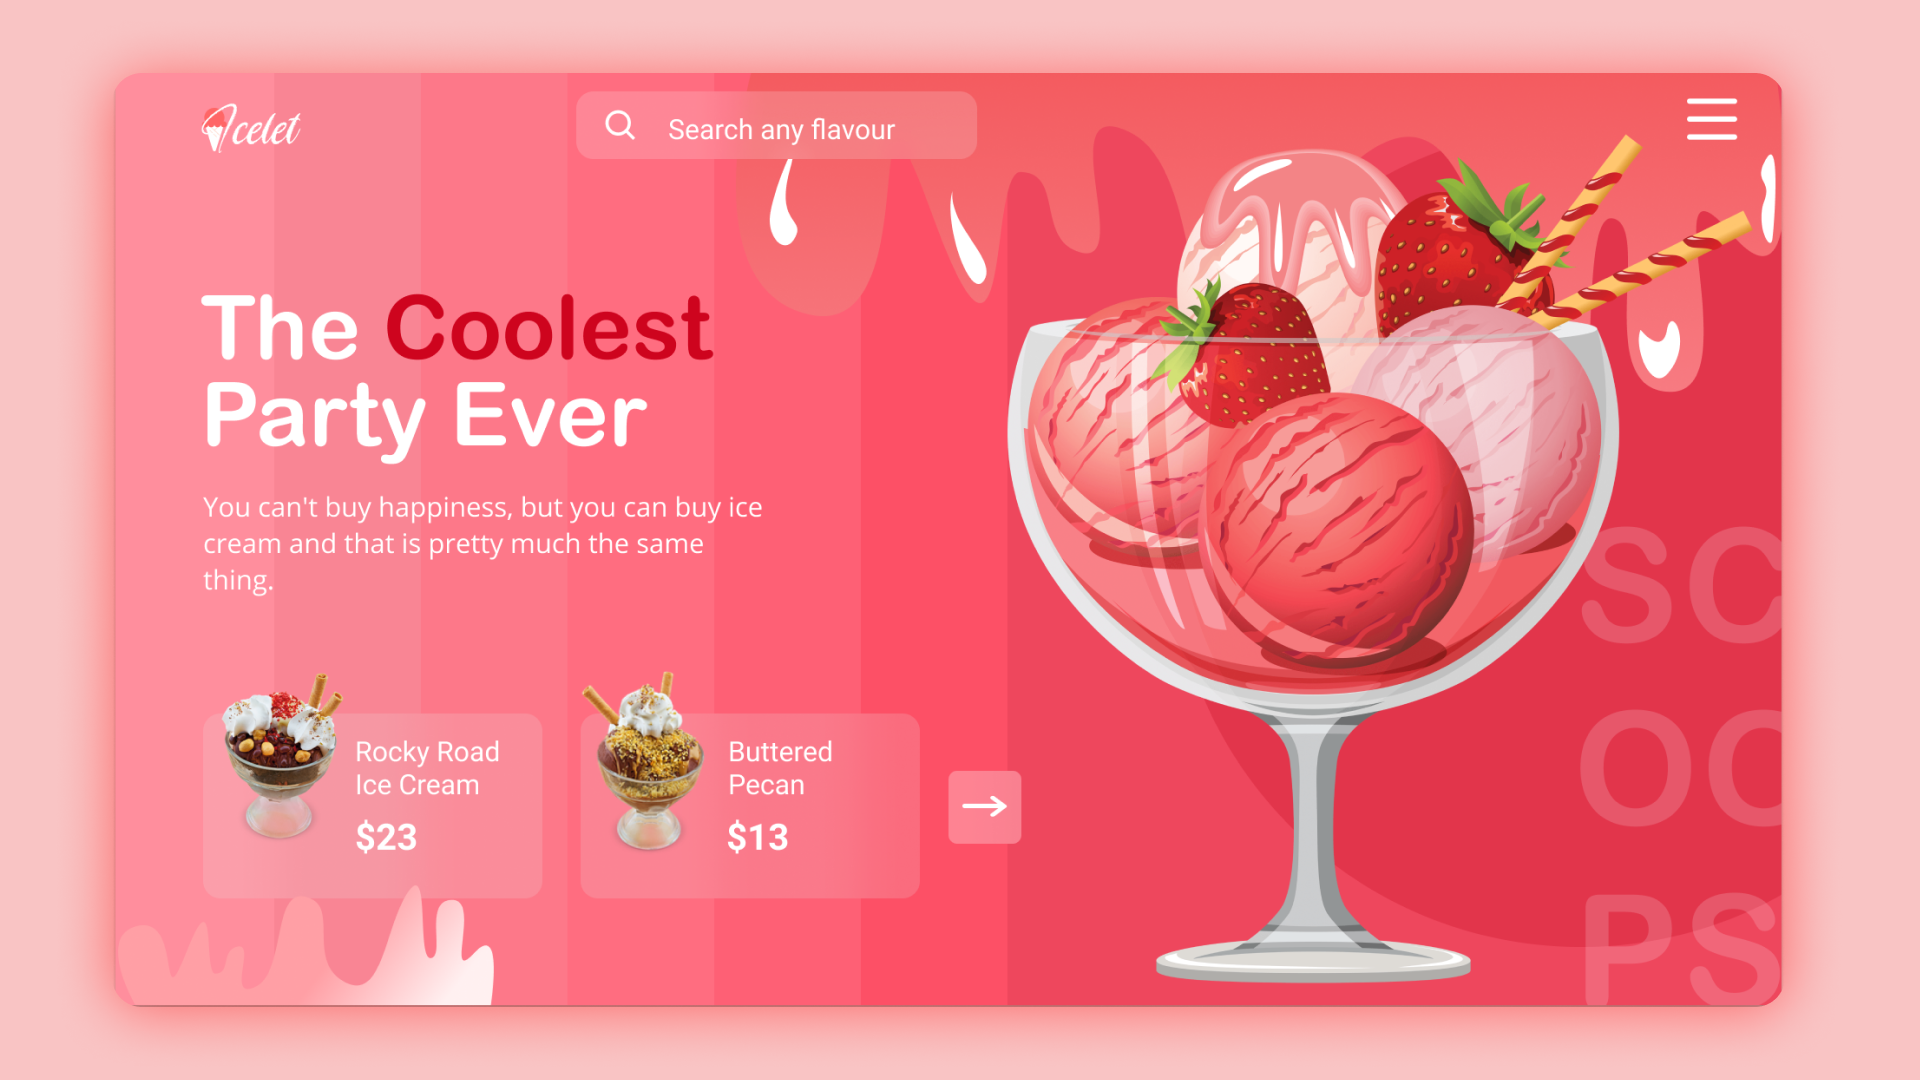 Icelet
Search any flavour
The Coolest
Party Ever
You can't buy happiness, but you can buy ice
cream and that is pretty much the same
thing.
Rocky Road
Ice Cream
$23
Buttered
Pecan
$13
SC
OO
PS